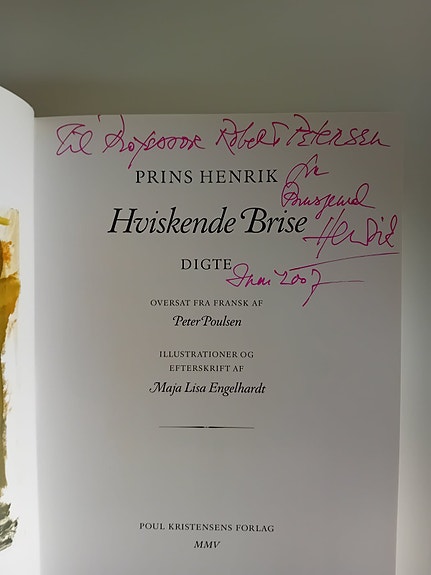 Til Professor Robert Petersen
fra
PRINS HENRIK
Prinsgemal
Hviskende Brise
Henrik
DIGTE
Juni 2007
OVERSAT FRA FRANSK AF
Peter Poulsen
ILLUSTRATIONER OG
EFTERSKRIFT AF
Maja Lisa Engelhardt
POUL KRISTENSENS FORLAG
MMV